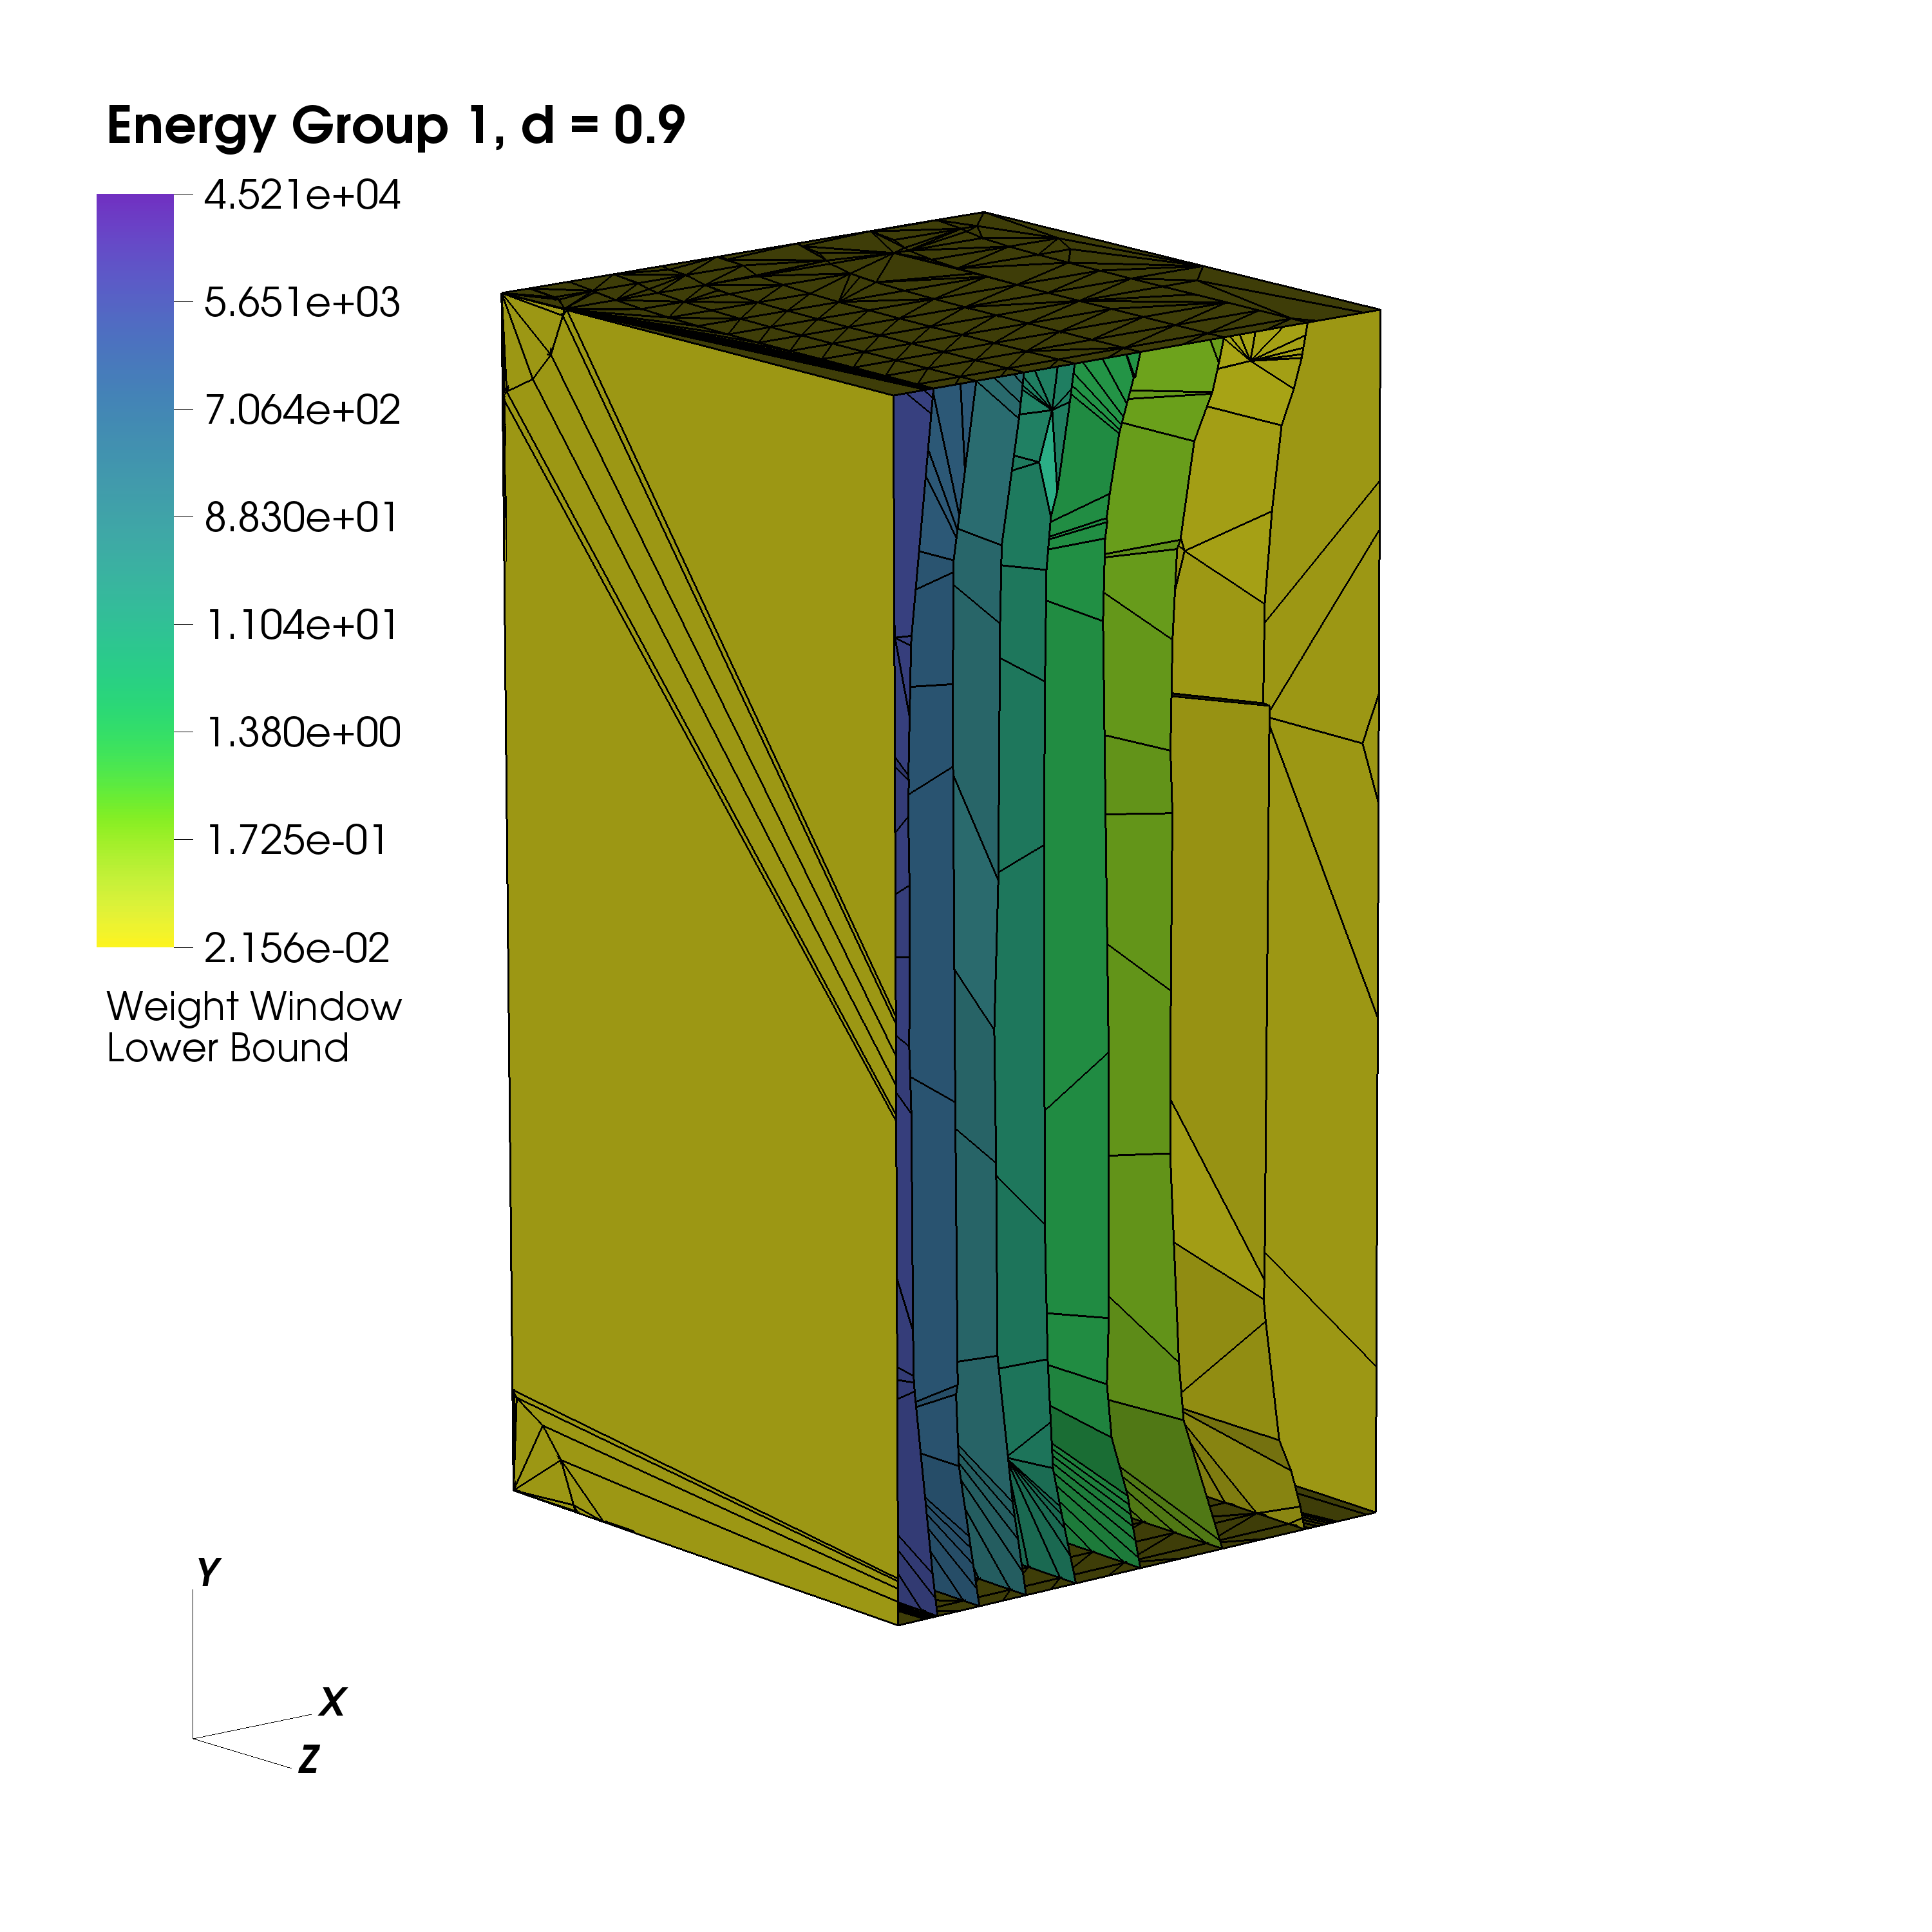 Energy Group 1, d = 0.9
4.521e+04
5.651e+03
7.064e+02
8.830e+01
1.104e+01
1.380e+00
1.725e-01
2.156e-02
Weight Window
Lower Bound
Y
X
Z